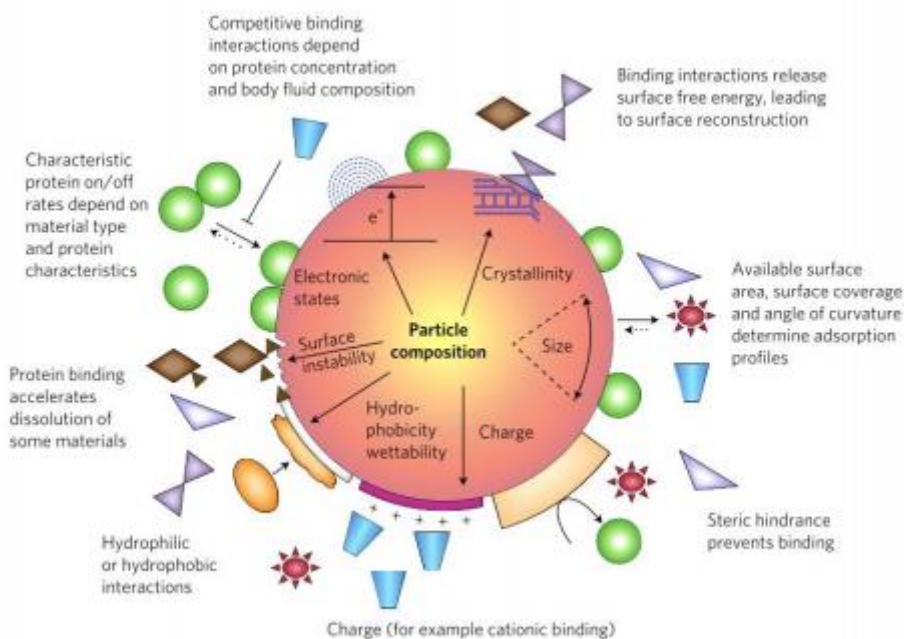 Competitive binding
interactions depend
on protein concentration
and body fluid composition
Binding interactions release
surface free energy, leading
to surface reconstruction
Characteristic
protein on/off
rates depend on
material type
and protein
characteristics
e⁻
Electronic
states
Crystallinity
Available surface
area, surface coverage
and angle of curvature
determine adsorption
profiles
Particle
composition
Surface
instability
Size
Protein binding
accelerates
dissolution of
some materials
Hydro-
phobicity
wettability
Charge
+ + + + + +
Steric hindrance
prevents binding
Hydrophilic
or hydrophobic
interactions
Charge (for example cationic binding)